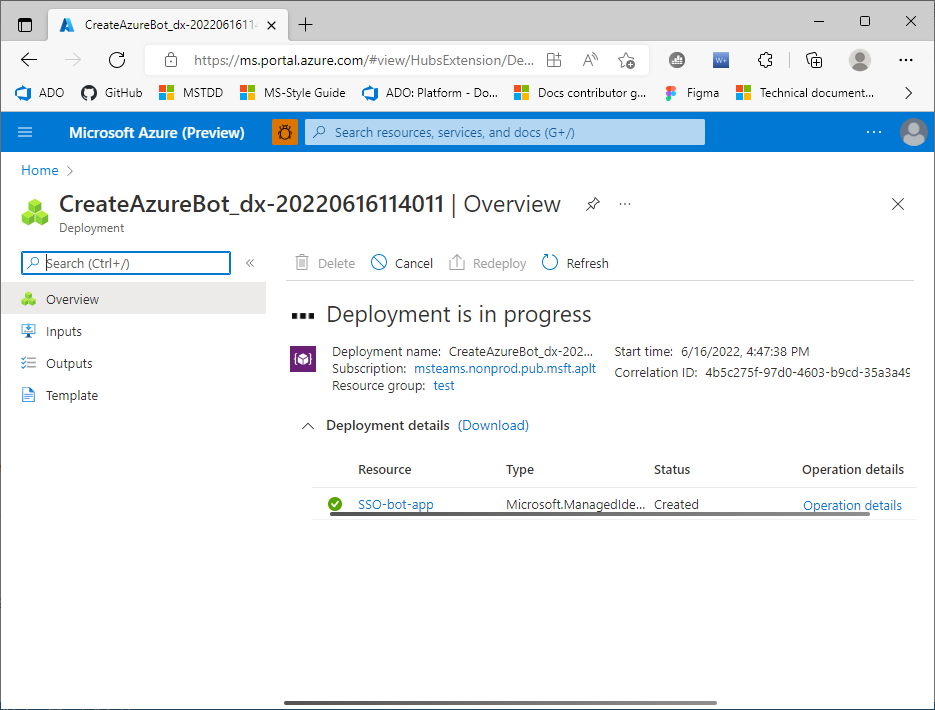 CreateAzureBot_dx-2022061611
https://ms.portal.azure.com/#view/HubsExtension/De...
ADO GitHub MSTDD MS-Style Guide ADO: Platform - Do... Docs contributor g... Figma Technical document...
Microsoft Azure (Preview) Search resources, services, and docs (G+/)
Home
CreateAzureBot_dx-20220616114011 | Overview
Deployment
Search (Ctrl+/)
Delete Cancel Redeploy Refresh
Overview
Inputs
Outputs
Template
Deployment is in progress
Deployment name: CreateAzureBot_dx-202...
Subscription: msteams.nonprod.pub.msft.aplt
Resource group: test
Start time: 6/16/2022, 4:47:38 PM
Correlation ID: 4b5c275f-97d0-4603-b9cd-35a3a49
Deployment details (Download)
Resource Type Status Operation details
SSO-bot-app Microsoft.ManagedIde... Created Operation details